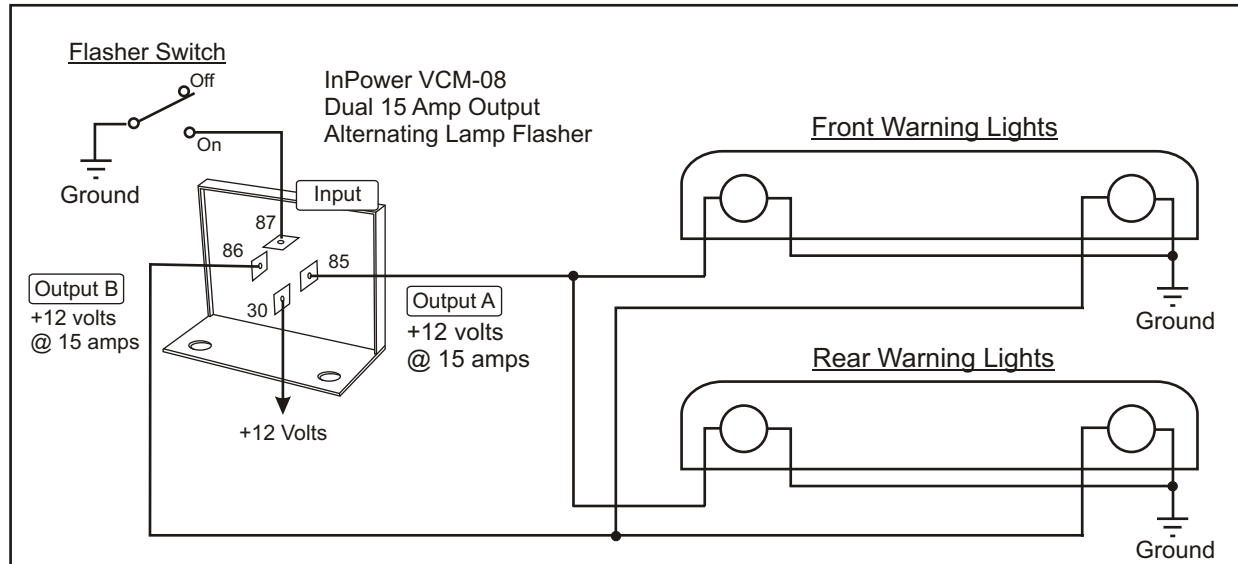 Flasher Switch
Off
On
Ground
InPower VCM-08
Dual 15 Amp Output
Alternating Lamp Flasher
Input
87
86
85
30
Output B
+12 volts
@ 15 amps
Output A
+12 volts
@ 15 amps
+12 Volts
Front Warning Lights
Ground
Rear Warning Lights
Ground